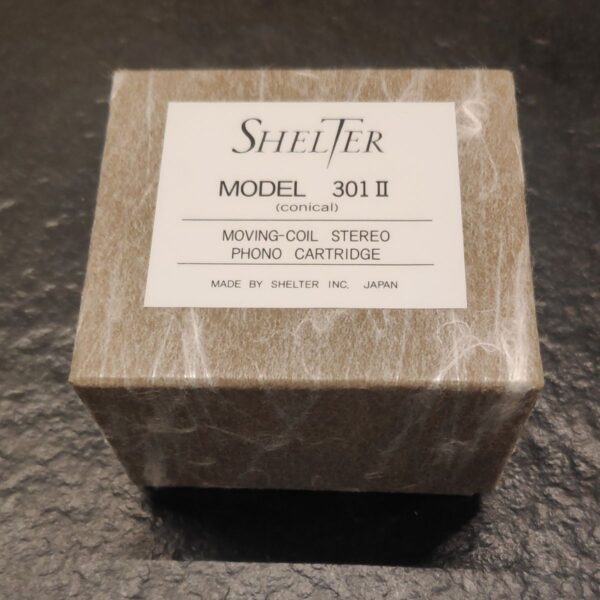 SHELTER
MODEL 301 II
(conical)
MOVING-COIL STEREO
PHONO CARTRIDGE
MADE BY SHELTER INC. JAPAN